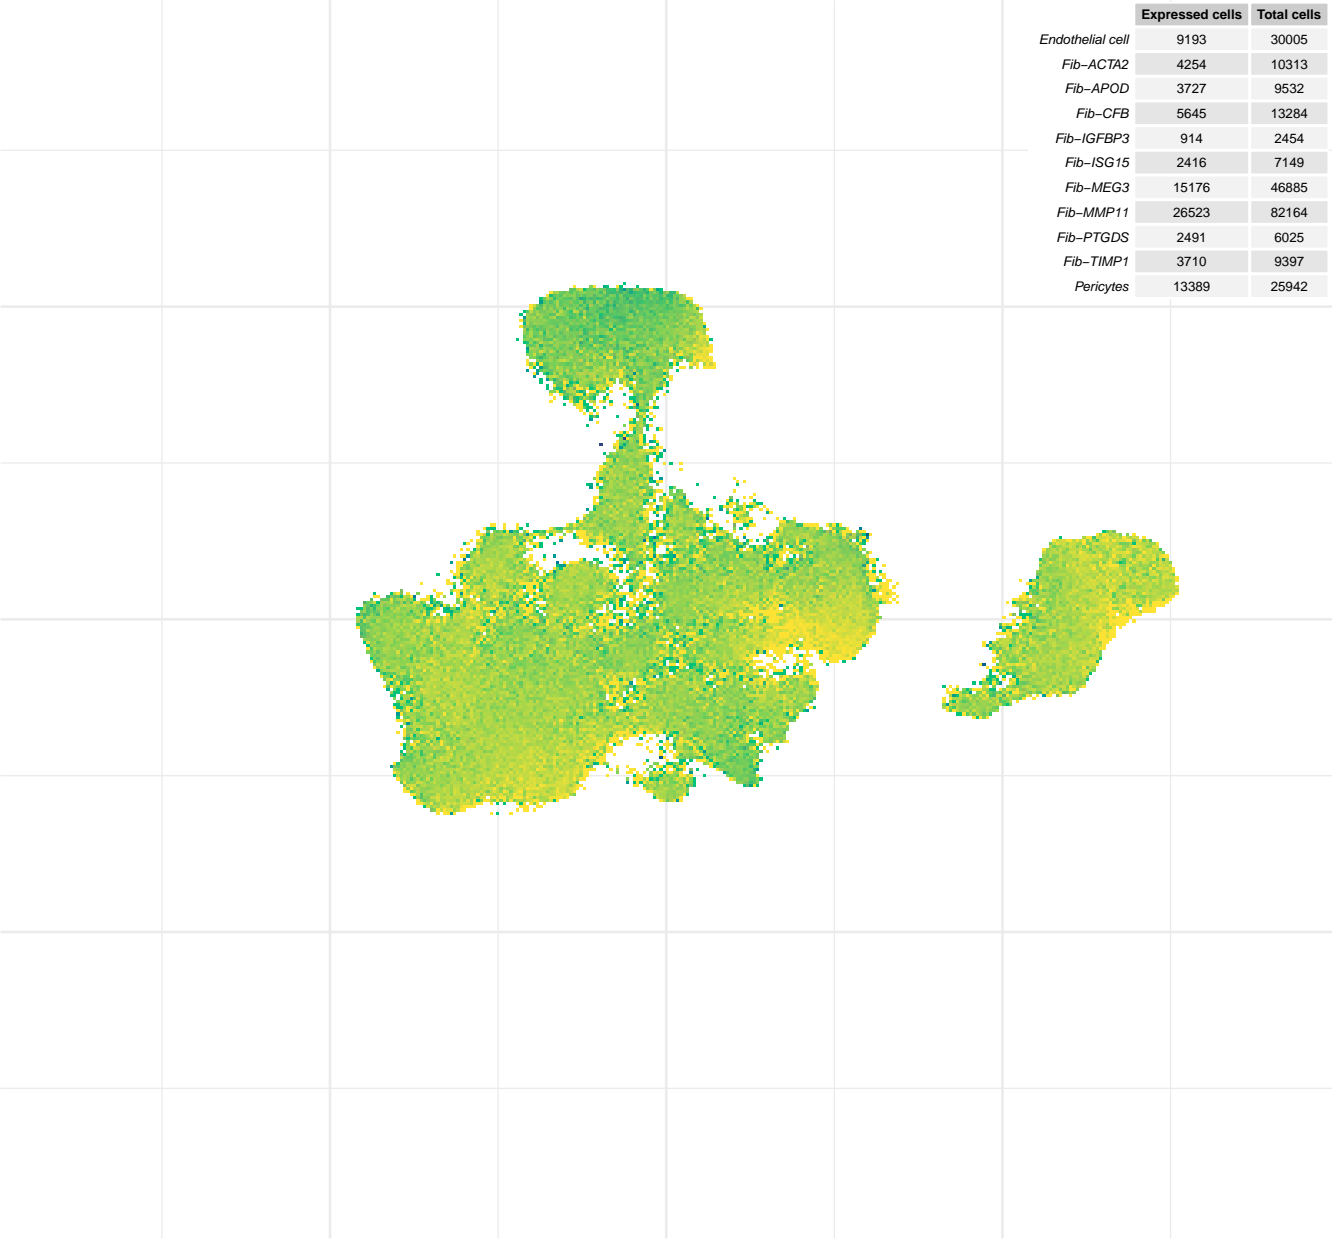 Expressed cells Total cells
Endothelial cell 9193 30005
Fib−ACTA2 4254 10313
Fib−APOD 3727 9532
Fib−CFB 5645 13284
Fib−IGFBP3 914 2454
Fib−ISG15 2416 7149
Fib−MEG3 15176 46885
Fib−MMP11 26523 82164
Fib−PTGDS 2491 6025
Fib−TIMP1 3710 9397
Pericytes 13389 25942